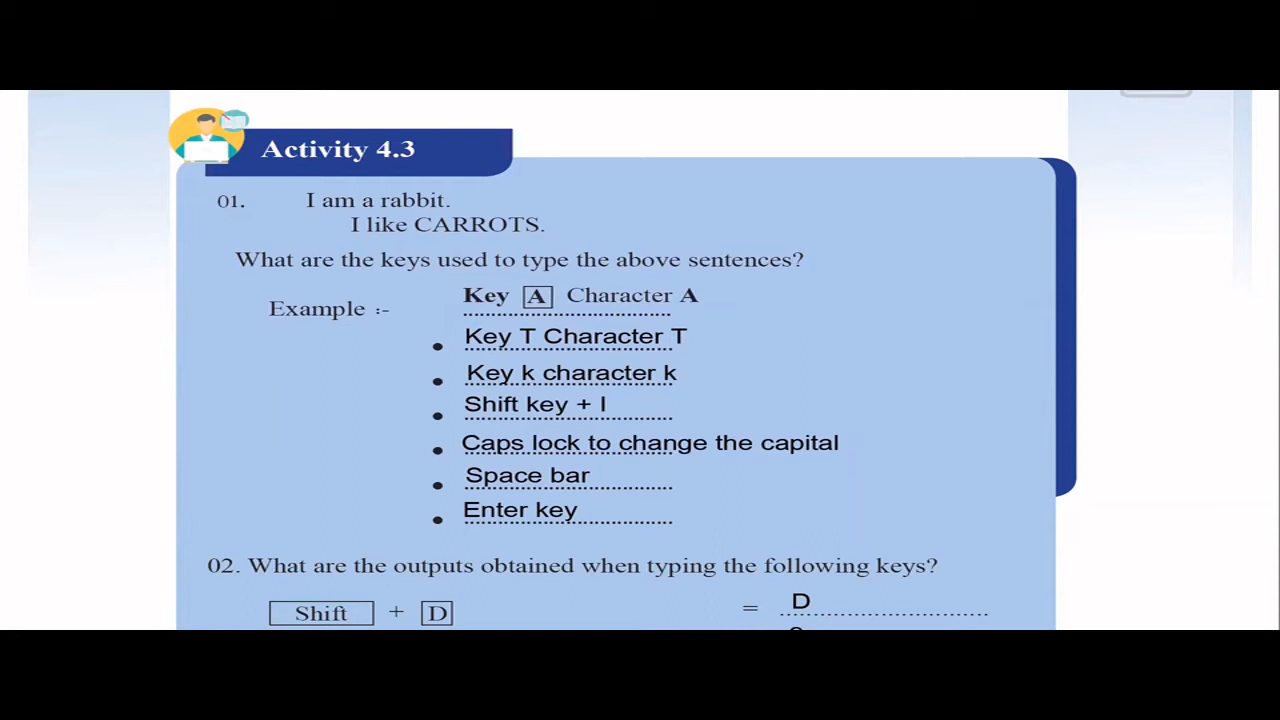 Activity 4.3
01. I am a rabbit.
I like CARROTS.
What are the keys used to type the above sentences?
Example :- Key A Character A
• Key T Character T
• Key k character k
• Shift key + I
• Caps lock to change the capital
• Space bar
• Enter key
02. What are the outputs obtained when typing the following keys?
Shift + D = D